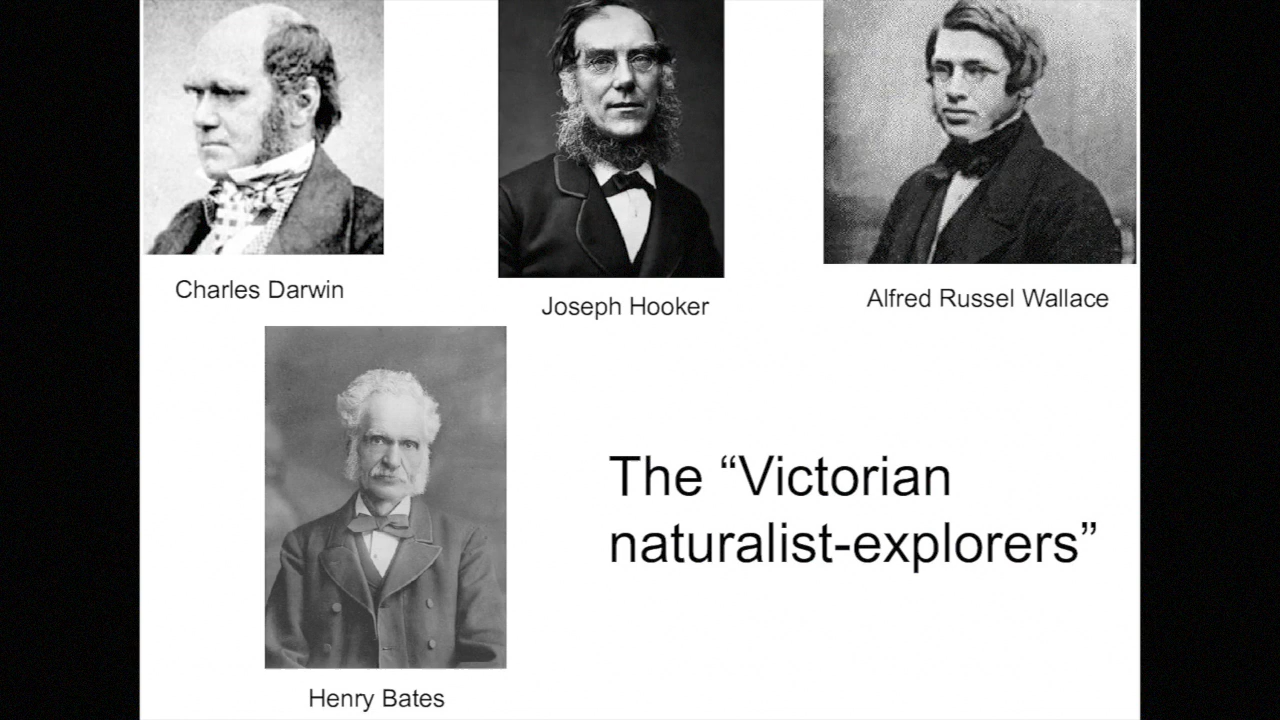 Charles Darwin
Joseph Hooker
Alfred Russel Wallace
The “Victorian
naturalist-explorers”
Henry Bates